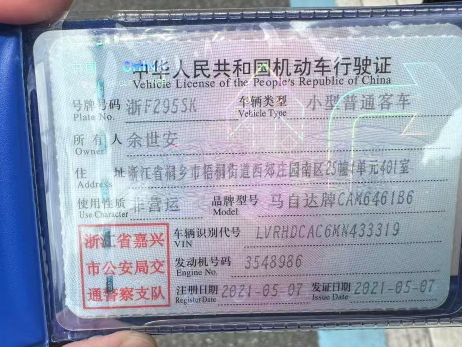 中华人民共和国机动车行驶证
Vehicle License of the People's Republic of China
号牌号码 浙F295SK 车辆类型 小型普通客车
Plate No. Vehicle Type
所有人 余世安
Owner
住址 浙江省桐乡市梧桐街道西郊庄园南区25幢1单元401室
Address
使用性质 非营运 品牌型号 马自达牌CAM6461B6
Use Character Model
浙江省嘉兴
市公安局交
通警察支队
车辆识别代号 LVRHDCAC6MN433319
VIN
发动机号码 3548986
Engine No.
注册日期 2021-05-07 发证日期 2021-05-07
Register Date Issue Date